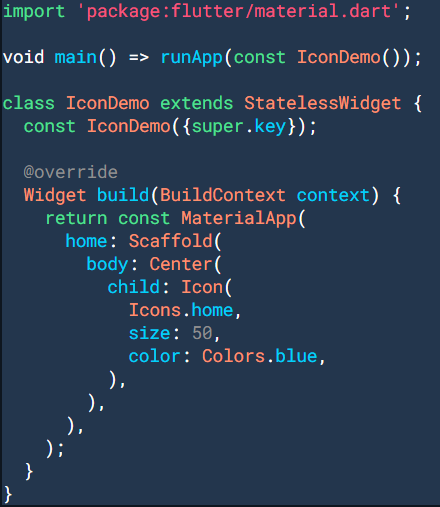 import 'package:flutter/material.dart';

void main() => runApp(const IconDemo());

class IconDemo extends StatelessWidget {
  const IconDemo({super.key});

  @override
  Widget build(BuildContext context) {
    return const MaterialApp(
      home: Scaffold(
        body: Center(
          child: Icon(
            Icons.home,
            size: 50,
            color: Colors.blue,
          ),
        ),
      ),
    );
  }
}